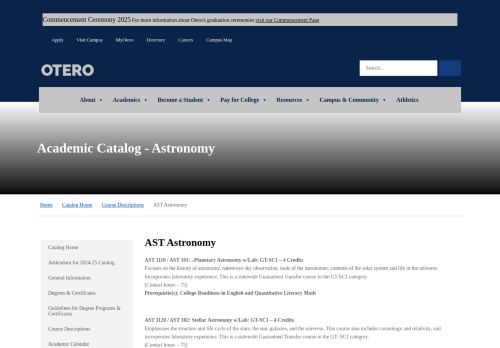 Commencement Ceremony 2025 For more information about Otero's graduation ceremonies visit our Commencement Page
Apply Visit Campus MyOtero Directory Careers Campus Map
OTERO
Search...
About Academics Become a Student Pay for College Resources Campus & Community Athletics
Academic Catalog - Astronomy
Home Catalog Home Course Descriptions AST Astronomy
Catalog Home
Addendum for 2024-25 Catalog
General Information
Degrees & Certificates
Guidelines for Degree Programs &
Certificates
Course Descriptions
Academic Calendar
AST Astronomy
AST 1110 / AST 101: –Planetary Astronomy w/Lab: GT-SC1 – 4 Credits
Focuses on the history of astronomy, naked-eye sky observation, tools of the astronomer, contents of the solar system and life in the universe.
Incorporates laboratory experience. This is a statewide Guaranteed Transfer course in the GT-SC1 category.
(Contact hours – 75)
Prerequisite(s): College Readiness in English and Quantitative Literacy Math
AST 1120 / AST 102: Stellar Astronomy w/Lab: GT-SC1 – 4 Credits
Emphasizes the structure and life cycle of the stars, the sun, galaxies, and the universe. This course also includes cosmology and relativity, and
incorporates laboratory experience. This is a statewide Guaranteed Transfer course in the GT- SC1 category.
(Contact hours – 75)